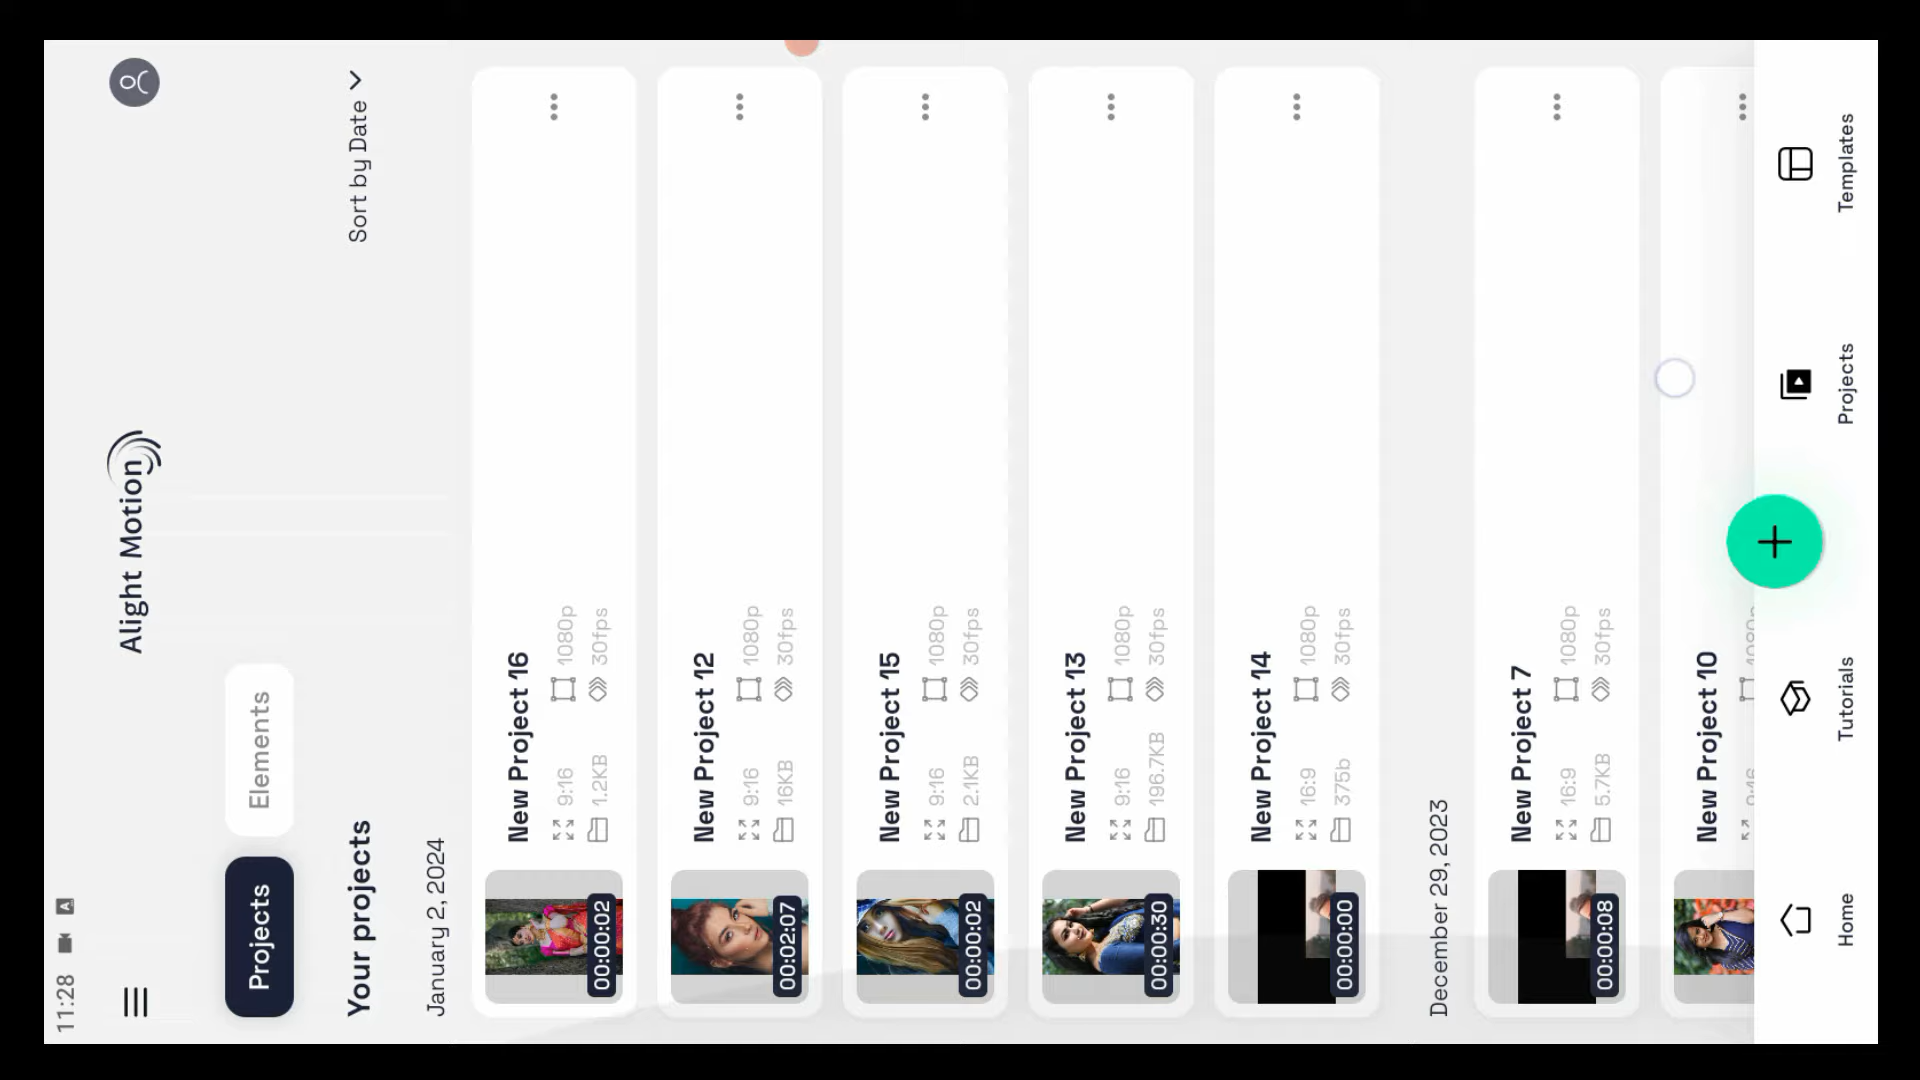 11:28
Alight Motion
Projects
Elements
Your projects
Sort by Date
January 2, 2024
New Project 16
9:16 1080p
1.2KB 30fps
00:00:02
New Project 12
9:16 1080p
16KB 30fps
00:02:07
New Project 15
9:16 1080p
2.1KB 30fps
00:00:02
New Project 13
9:16 1080p
196.7KB 30fps
00:00:30
New Project 14
16:9 1080p
375b 30fps
00:00:00
December 29, 2023
New Project 7
16:9 1080p
5.7KB 30fps
00:00:08
New Project 10
9:16 1080p
Home
Tutorials
Projects
Templates